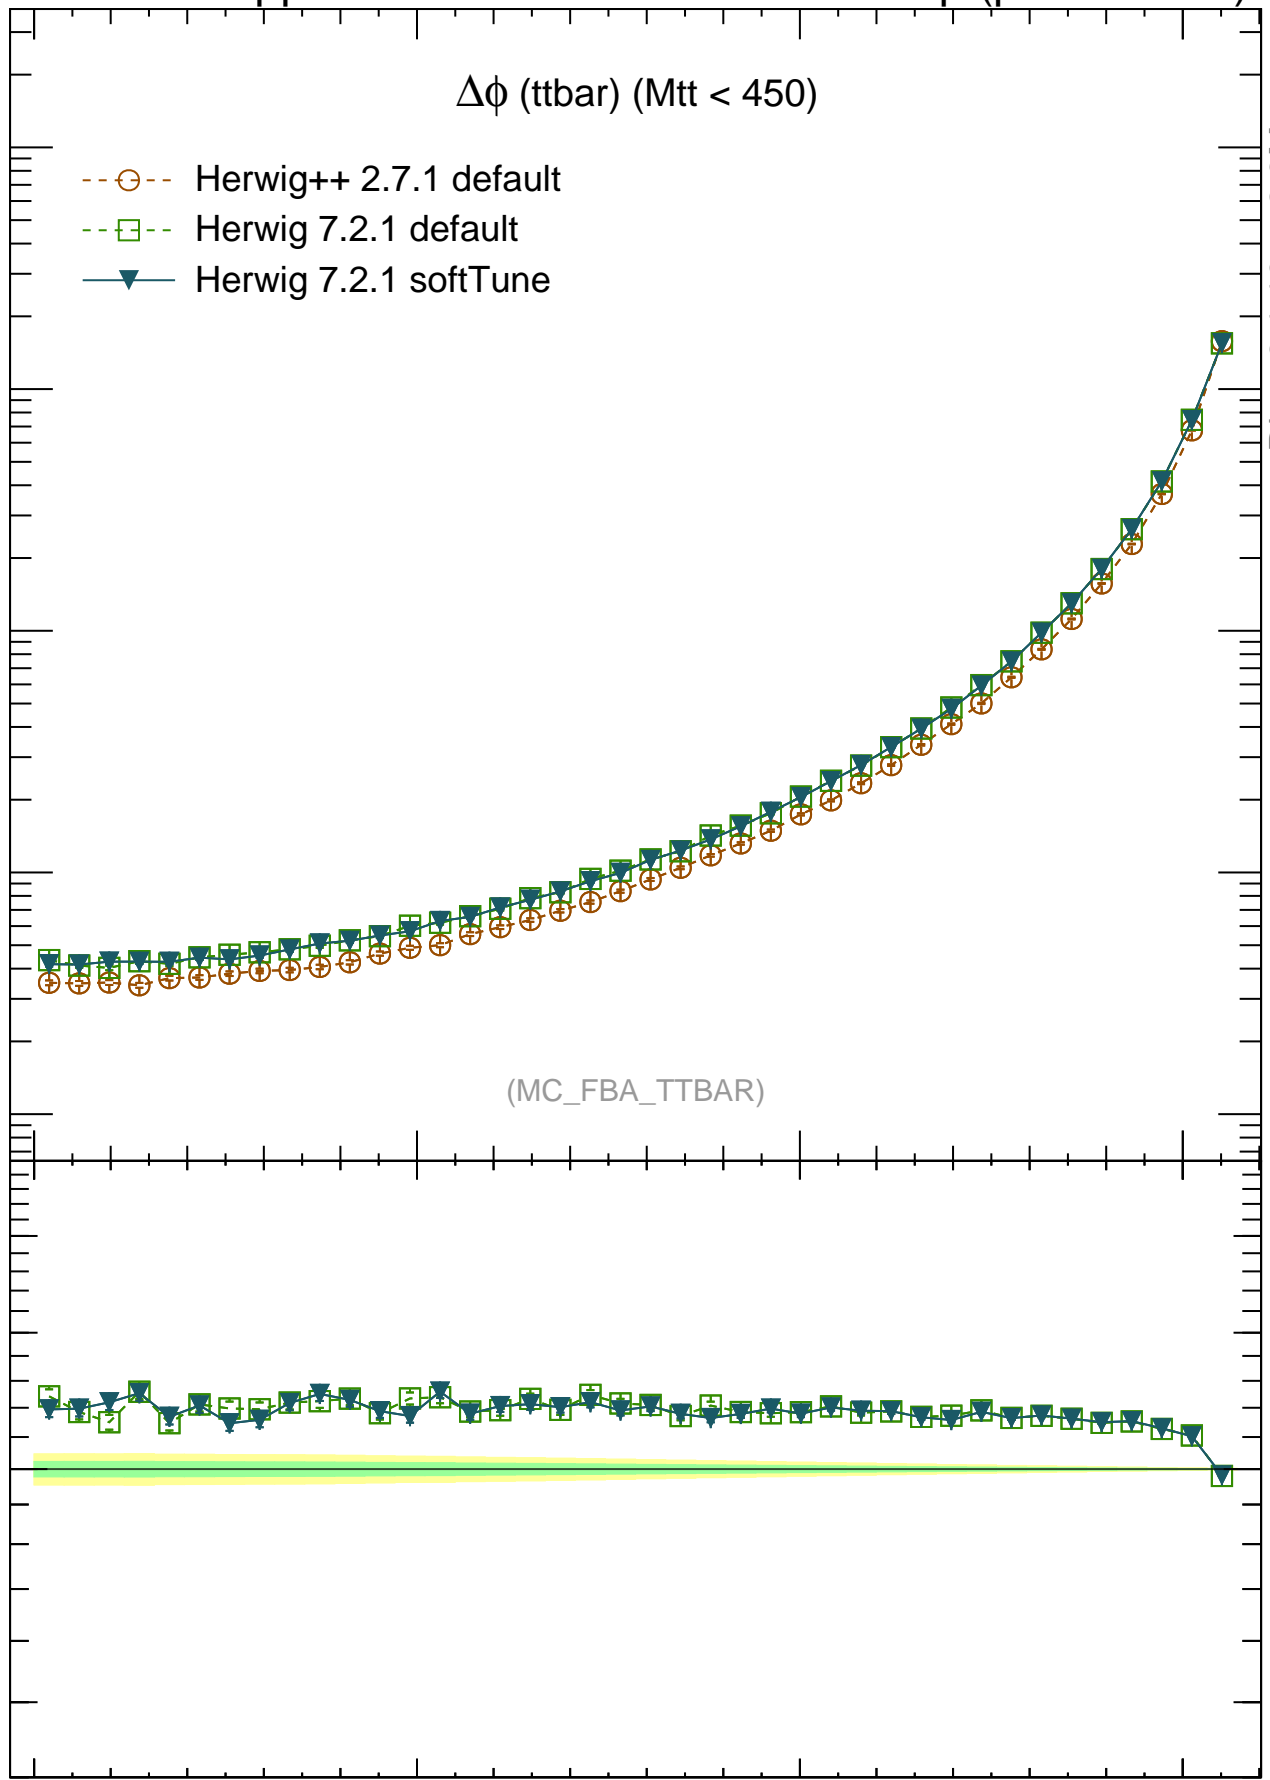 Δϕ (ttbar) (Mtt < 450)
Herwig++ 2.7.1 default
Herwig 7.2.1 default
Herwig 7.2.1 softTune
(MC_FBA_TTBAR)